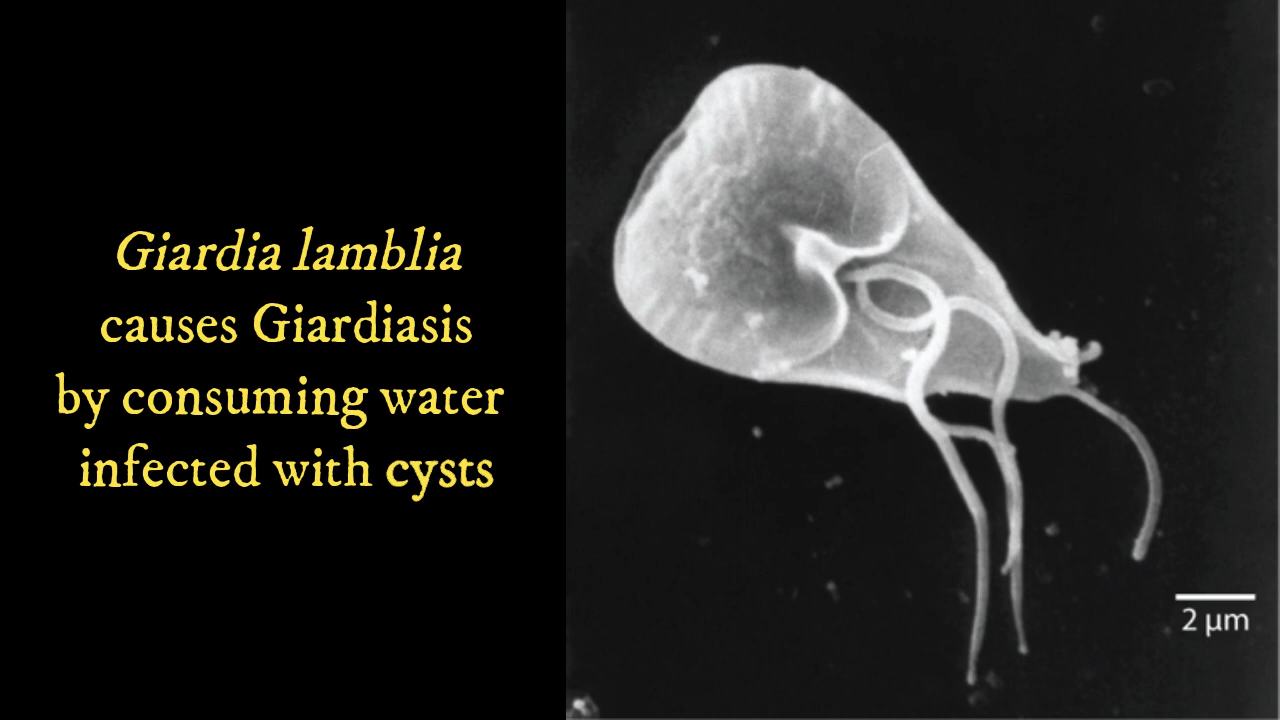 Giardia lamblia
causes Giardiasis
by consuming water
infected with cysts
2 µm